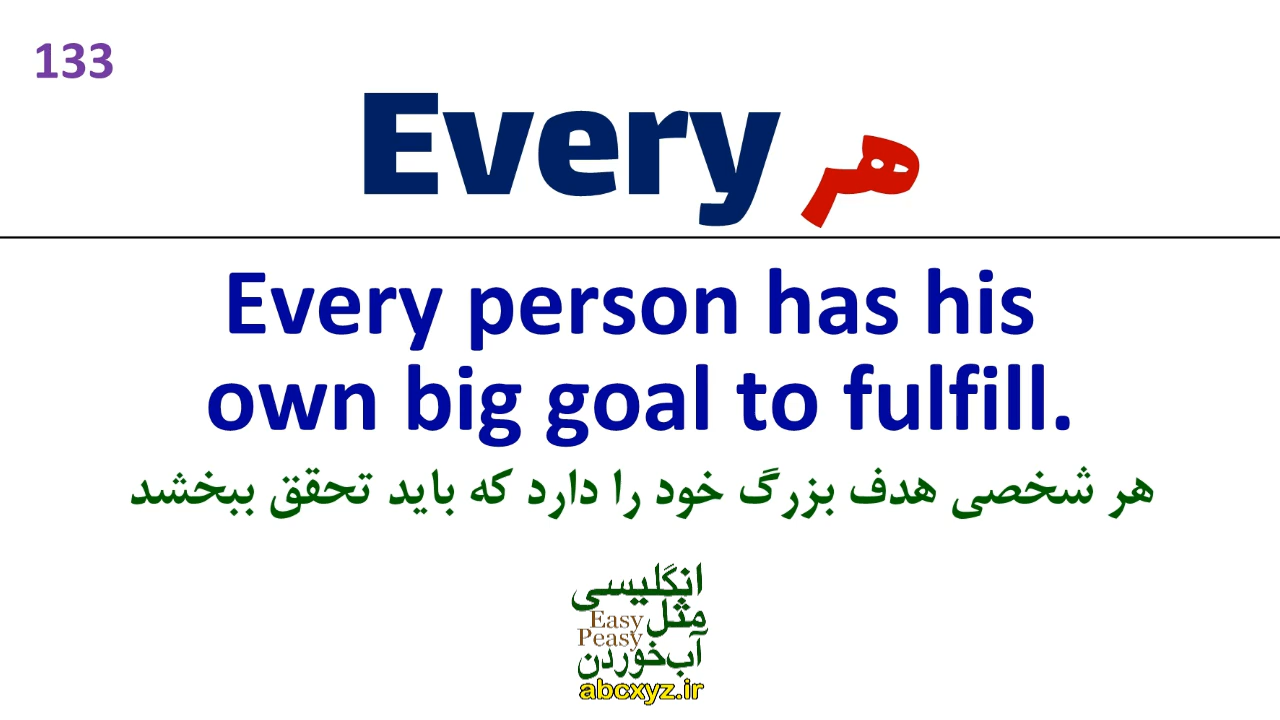 133
Every هر
Every person has his
own big goal to fulfill.
هر شخصی هدف بزرگ خود را دارد که باید تحقق ببخشد
انگلیسی
مثل Easy
Peasy
آب‌خوردن
abcxyz.ir